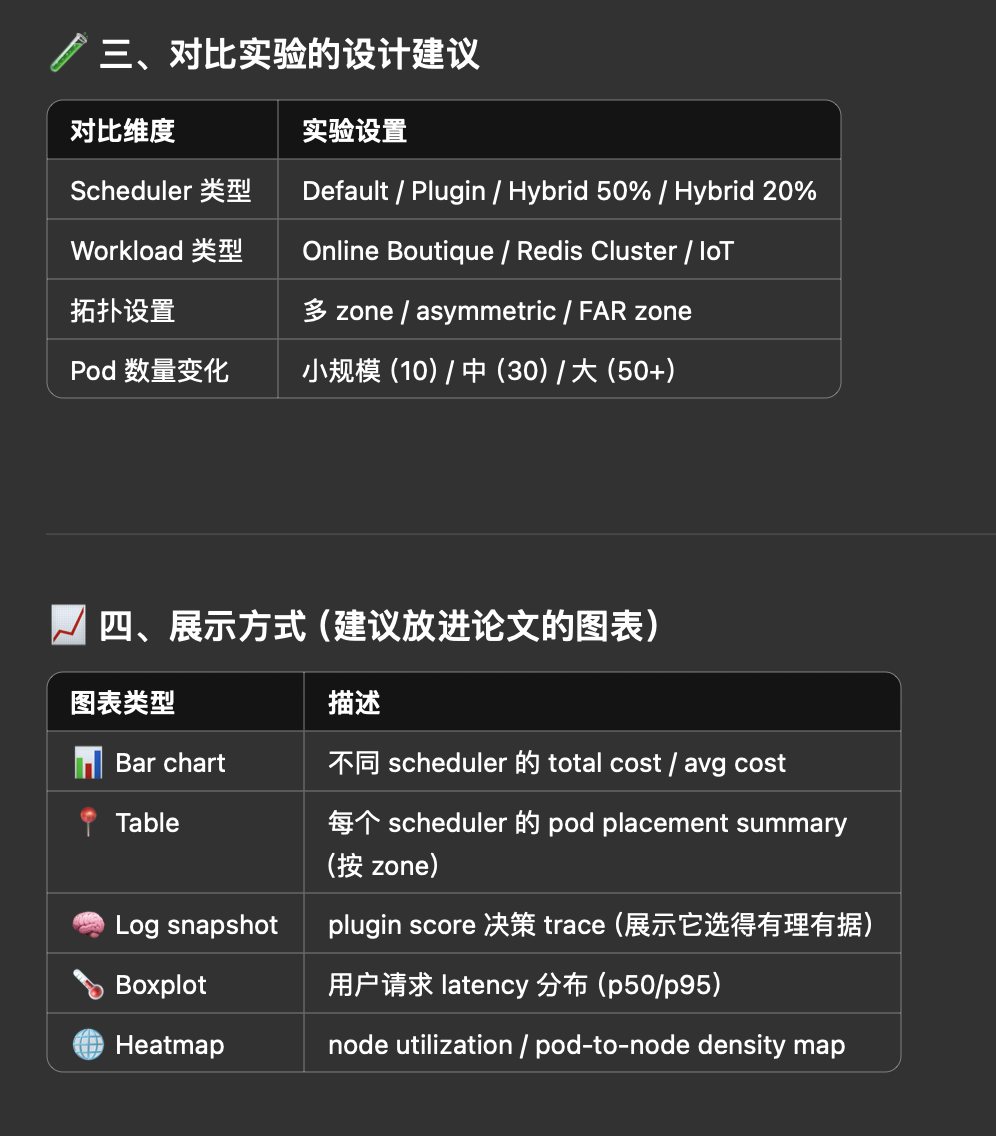 三、对比实验的设计建议
对比维度 实验设置
Scheduler 类型 Default / Plugin / Hybrid 50% / Hybrid 20%
Workload 类型 Online Boutique / Redis Cluster / IoT
拓扑设置 多 zone / asymmetric / FAR zone
Pod 数量变化 小规模（10）/ 中（30）/ 大（50+）
四、展示方式（建议放进论文的图表）
图表类型 描述
Bar chart 不同 scheduler 的 total cost / avg cost
Table 每个 scheduler 的 pod placement summary
（按 zone）
Log snapshot plugin score 决策 trace（展示它选得有理有据）
Boxplot 用户请求 latency 分布（p50/p95）
Heatmap node utilization / pod-to-node density map